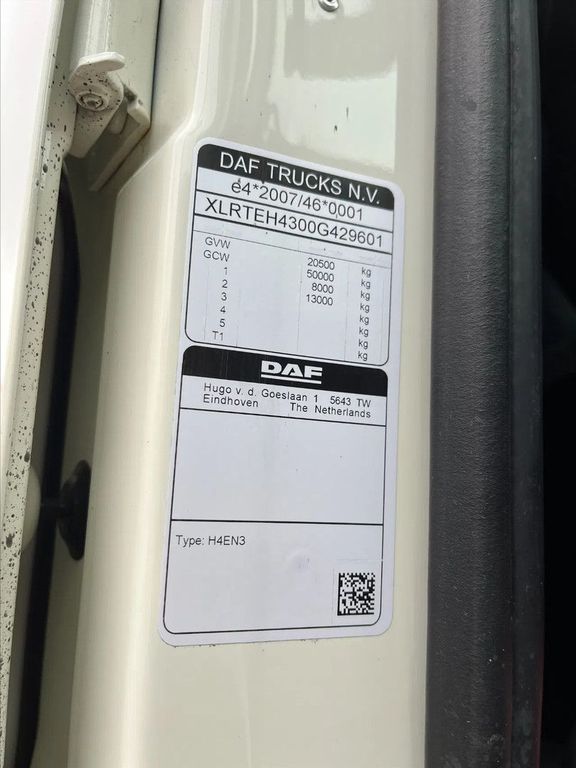 DAF TRUCKS N.V.
e4*2007/46*0001
XLRTEH4300G429601
GVW 20500 kg
GCW 50000 kg
1 8000 kg
2 13000 kg
3 kg
4 kg
5 kg
T1 kg
DAF
Hugo v. d. Goeslaan 1 5643 TW
Eindhoven The Netherlands
Type: H4EN3